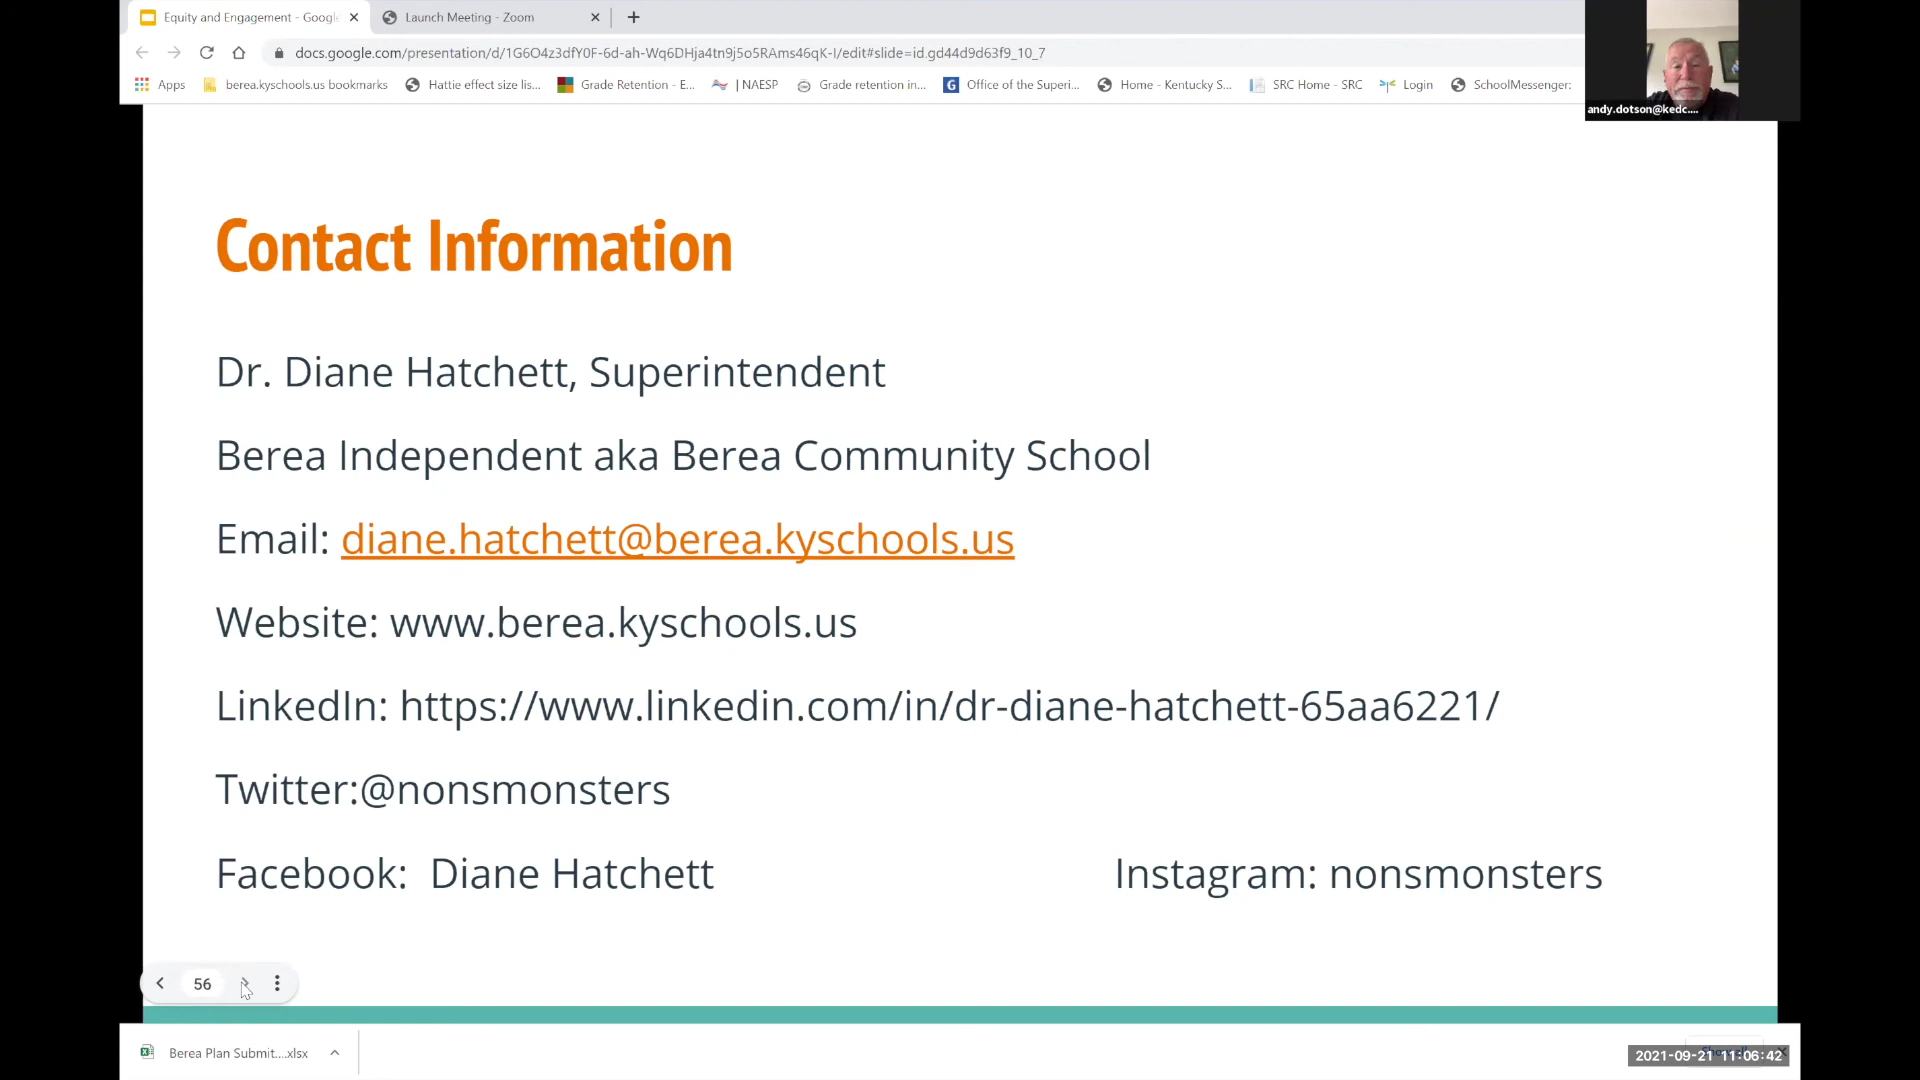 Equity and Engagement - Google
Launch Meeting - Zoom
docs.google.com/presentation/d/1G6O4z3dfY0F-6d-ah-Wq6DHja4tn9j5o5RAms46qK-I/edit#slide=id.gd44d9d63f9_10_7
Apps
berea.kyschools.us bookmarks
Hattie effect size lis...
Grade Retention - E...
| NAESP
Grade retention in...
Office of the Superi...
Home - Kentucky S...
SRC Home - SRC
Login
SchoolMessenger:
andy.dotson@kedc....
Contact Information
Dr. Diane Hatchett, Superintendent
Berea Independent aka Berea Community School
Email: diane.hatchett@berea.kyschools.us
Website: www.berea.kyschools.us
LinkedIn: https://www.linkedin.com/in/dr-diane-hatchett-65aa6221/
Twitter:@nonsmonsters
Facebook:  Diane Hatchett
Instagram: nonsmonsters
56
Berea Plan Submit....xlsx
2021-09-21 11:06:42